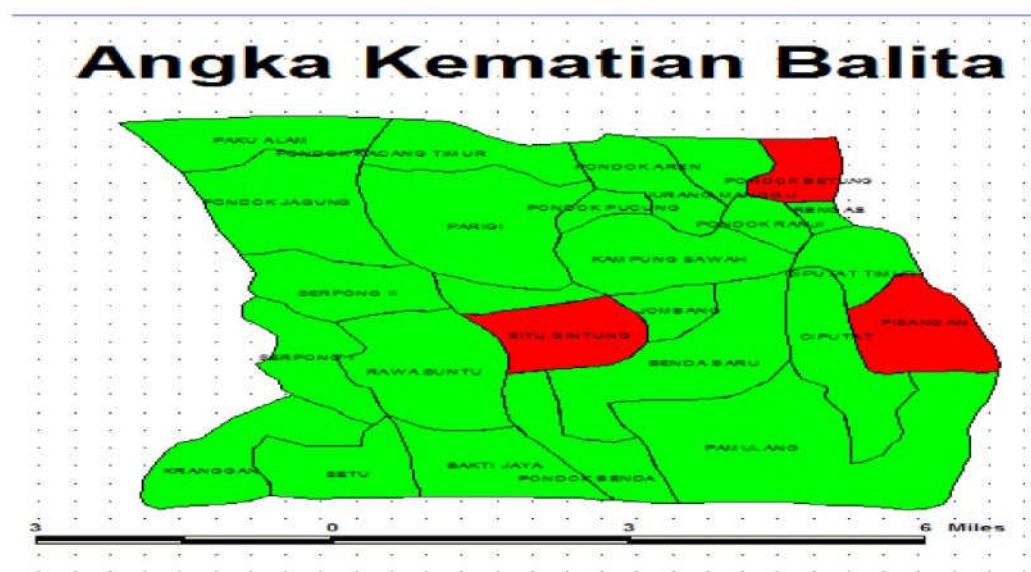 Angka Kematian Balita
PAKU ALAM
PONDOK KACANG TIMUR
PONDOK AREN
PONDOK BETUNG
PONDOK JAGUNG
PONDOK PUCUNG
RENGAS
PARIGI
PONDOK RANJI
KAMPUNG SAWAH
CIPUTAT TIMUR
SERPONG II
JOMBANG
SITU GINTUNG
PISANGAN
CIPUTAT
SERPONG
RAWA BUNTU
BENDA BARU
PAMULANG
KRANGGAN
SETU
BAKTI JAYA
PONDOK BENDA
3 0 3 6 Miles